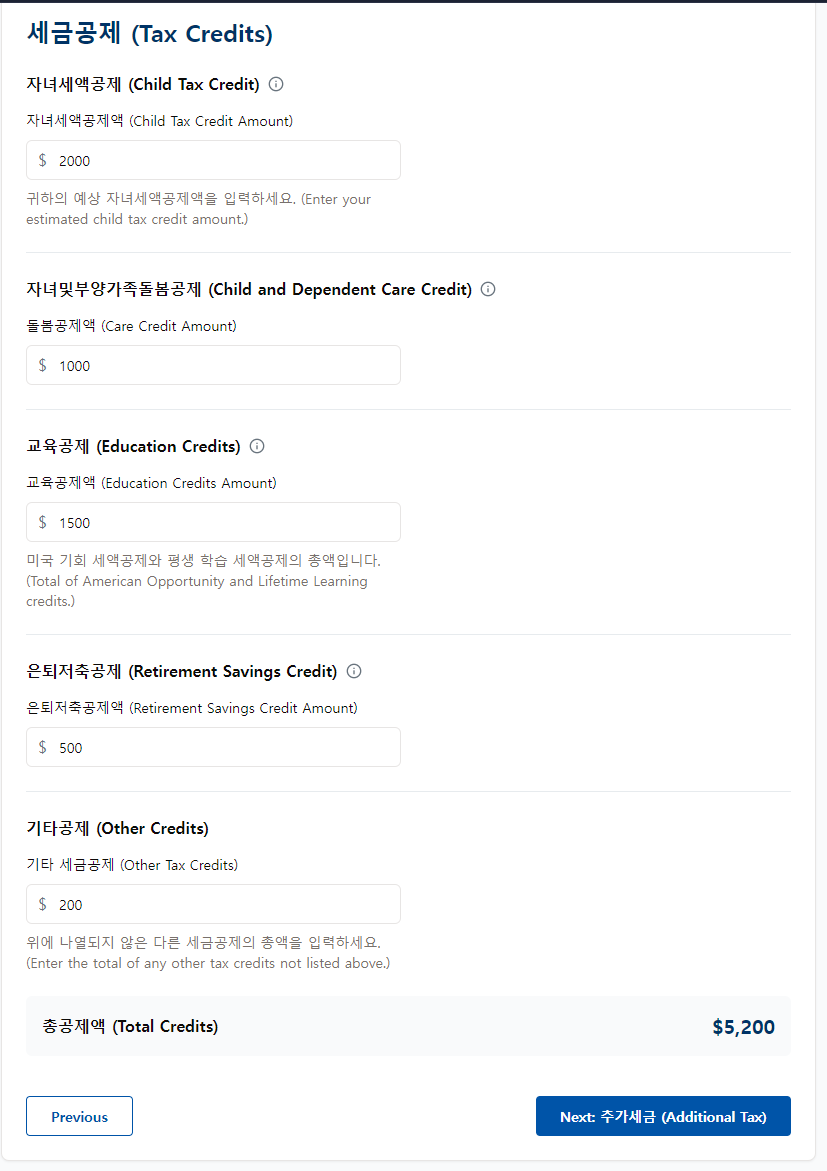 세금공제 (Tax Credits)
자녀세액공제 (Child Tax Credit)
자녀세액공제액 (Child Tax Credit Amount)
$ 2000
귀하의 예상 자녀세액공제액을 입력하세요. (Enter your
estimated child tax credit amount.)
자녀및부양가족돌봄공제 (Child and Dependent Care Credit)
돌봄공제액 (Care Credit Amount)
$ 1000
교육공제 (Education Credits)
교육공제액 (Education Credits Amount)
$ 1500
미국 기회 세액공제와 평생 학습 세액공제의 총액입니다.
(Total of American Opportunity and Lifetime Learning
credits.)
은퇴저축공제 (Retirement Savings Credit)
은퇴저축공제액 (Retirement Savings Credit Amount)
$ 500
기타공제 (Other Credits)
기타 세금공제 (Other Tax Credits)
$ 200
위에 나열되지 않은 다른 세금공제의 총액을 입력하세요.
(Enter the total of any other tax credits not listed above.)
총공제액 (Total Credits) $5,200
Previous
Next: 추가세금 (Additional Tax)